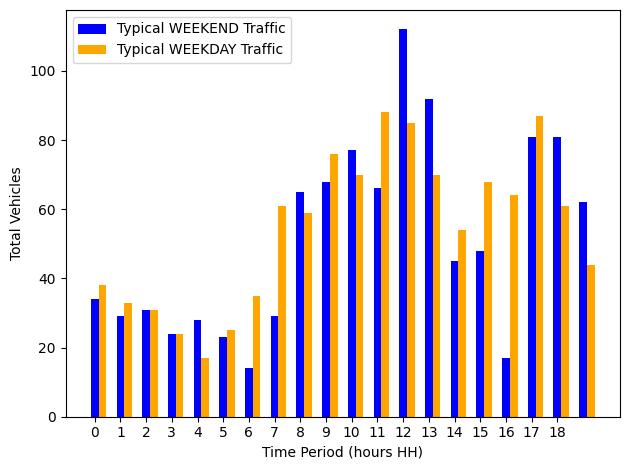 Typical WEEKEND Traffic
Typical WEEKDAY Traffic
Total Vehicles
100
80
60
40
20
0
0 1 2 3 4 5 6 7 8 9 10 11 12 13 14 15 16 17 18
Time Period (hours HH)